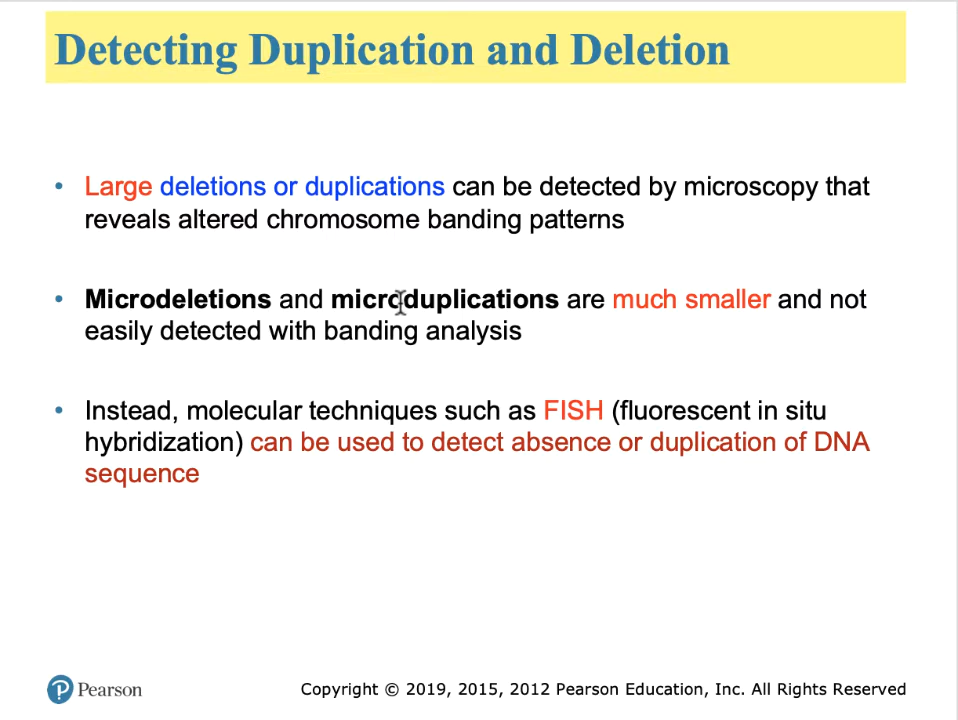 Detecting Duplication and Deletion
• Large deletions or duplications can be detected by microscopy that
reveals altered chromosome banding patterns
• Microdeletions and microduplications are much smaller and not
easily detected with banding analysis
• Instead, molecular techniques such as FISH (fluorescent in situ
hybridization) can be used to detect absence or duplication of DNA
sequence
Pearson
Copyright © 2019, 2015, 2012 Pearson Education, Inc. All Rights Reserved